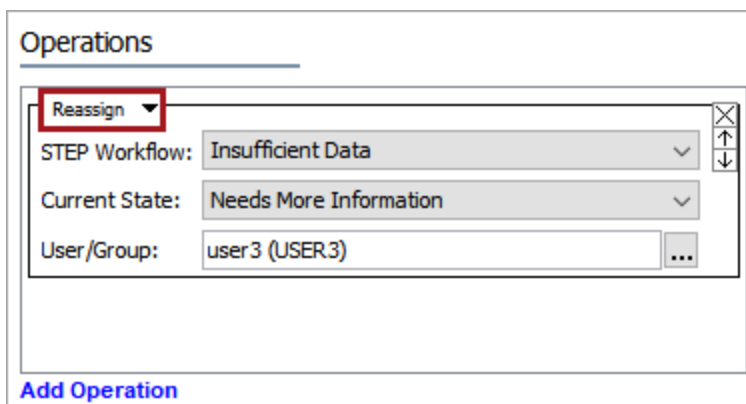 Operations
Reassign
STEP Workflow: Insufficient Data
Current State: Needs More Information
User/Group: user3 (USER3) ...
Add Operation